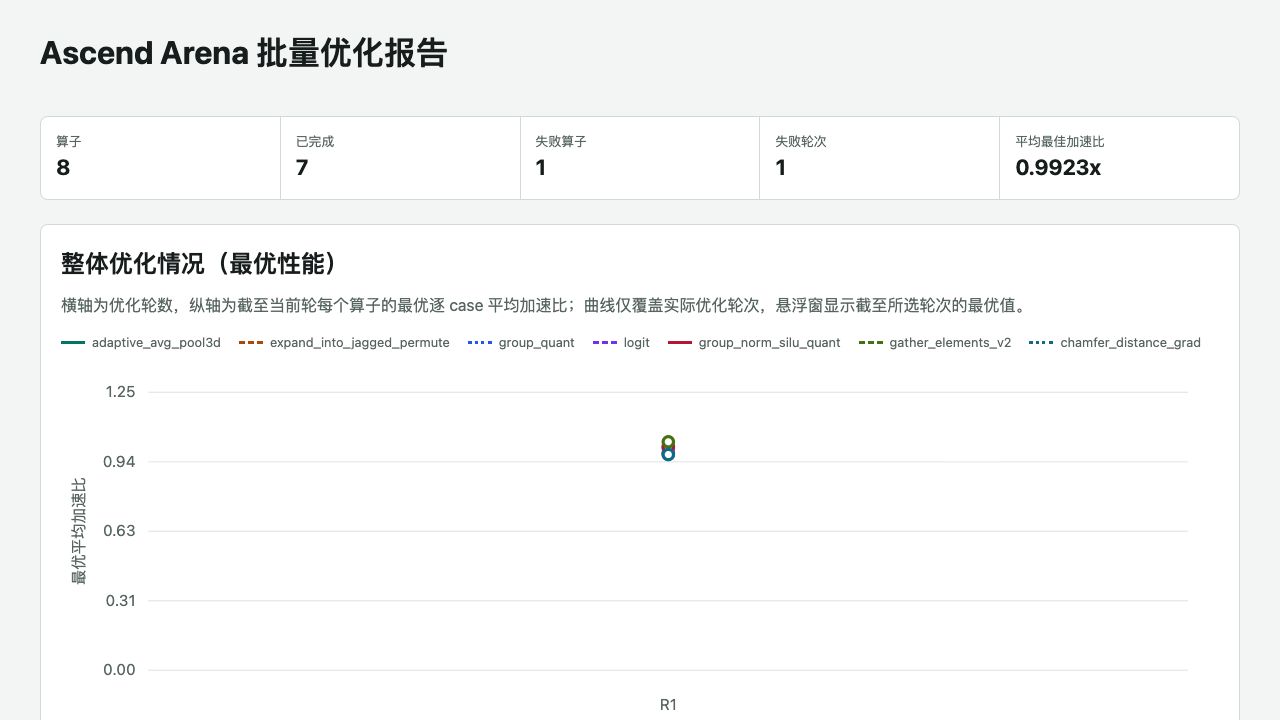 Ascend Arena 批量优化报告
算子
8
已完成
7
失败算子
1
失败轮次
1
平均最佳加速比
0.9923x
整体优化情况（最优性能）
横轴为优化轮数，纵轴为截至当前轮每个算子的最优逐 case 平均加速比；曲线仅覆盖实际优化轮次，悬浮窗显示截至所选轮次的最优值。
adaptive_avg_pool3d expand_into_jagged_permute group_quant logit group_norm_silu_quant gather_elements_v2 chamfer_distance_grad
最优平均加速比
1.25
0.94
0.63
0.31
0.00
R1